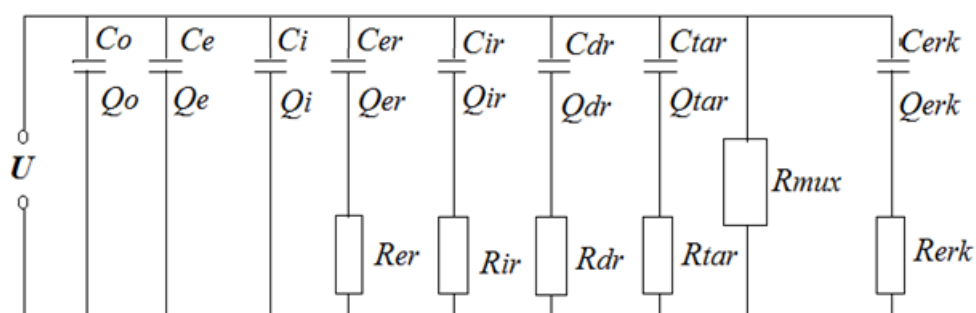 Co Ce Ci Cer Cir Cdr Ctar Cerk
Qo Qe Qi Qer Qir Qdr Qtar Qerk
U
Rmux
Rer Rir Rdr Rtar Rerk